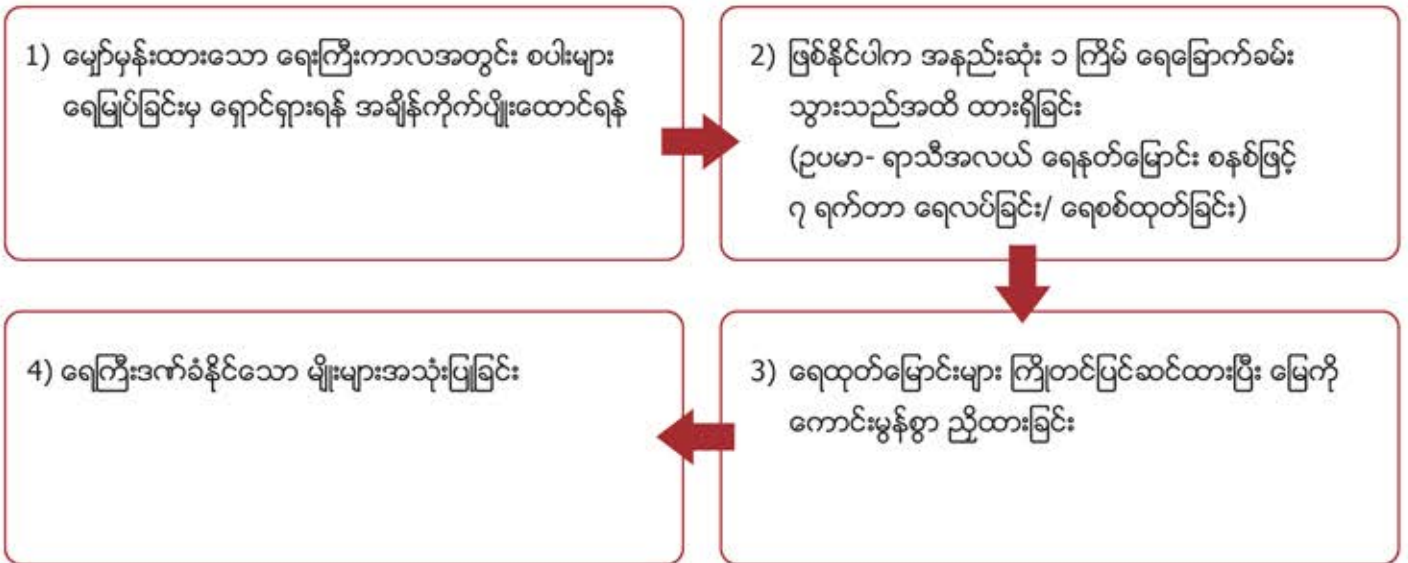 1) မျှော်မှန်းထားသော ရေးကြီးကာလအတွင်း စပါးများ
ရေမြုပ်ခြင်းမှ ရှောင်ရှားရန် အချိန်ကိုက်ပျိုးထောင်ရန်
2) ဖြစ်နိုင်ပါက အနည်းဆုံး ၁ ကြိမ် ရေခြောက်ခမ်း
သွားသည်အထိ ထားရှိခြင်း
(ဥပမာ- ရာသီအလယ် ရေနုတ်မြောင်း စနစ်ဖြင့်
၇ ရက်တာ ရေလပ်ခြင်း/ ရေစစ်ထုတ်ခြင်း)
3) ရေထုတ်မြောင်းများ ကြိုတင်ပြင်ဆင်ထားပြီး မြေကို
ကောင်းမွန်စွာ ညှိထားခြင်း
4) ရေကြီးဒဏ်ခံနိုင်သော မျိုးများအသုံးပြုခြင်း